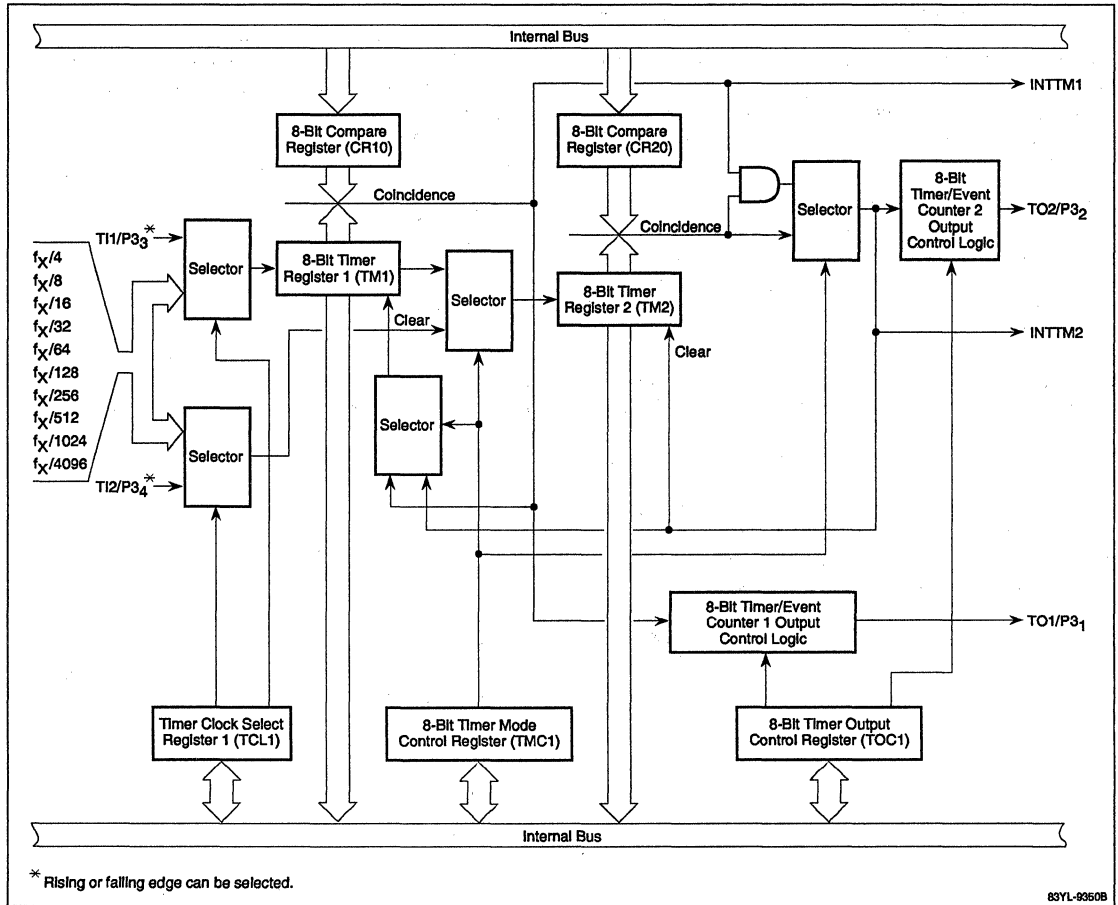 Internal Bus
INTTM1
8-Bit Compare
Register (CR10)
8-Bit Compare
Register (CR20)
Coincidence
Coincidence
Selector
8-Bit
Timer/Event
Counter 2
Output
Control Logic
TO2/P3₂
TI1/P3₃*
fX/4
fX/8
fX/16
fX/32
fX/64
fX/128
fX/256
fX/512
fX/1024
fX/4096
TI2/P3₄*
Selector
8-Bit Timer
Register 1 (TM1)
Selector
8-Bit Timer
Register 2 (TM2)
Clear
Clear
INTTM2
Selector
Selector
8-Bit Timer/Event
Counter 1 Output
Control Logic
TO1/P3₁
Timer Clock Select
Register 1 (TCL1)
8-Bit Timer Mode
Control Register (TMC1)
8-Bit Timer Output
Control Register (TOC1)
Internal Bus
* Rising or falling edge can be selected.
83YL-9350B